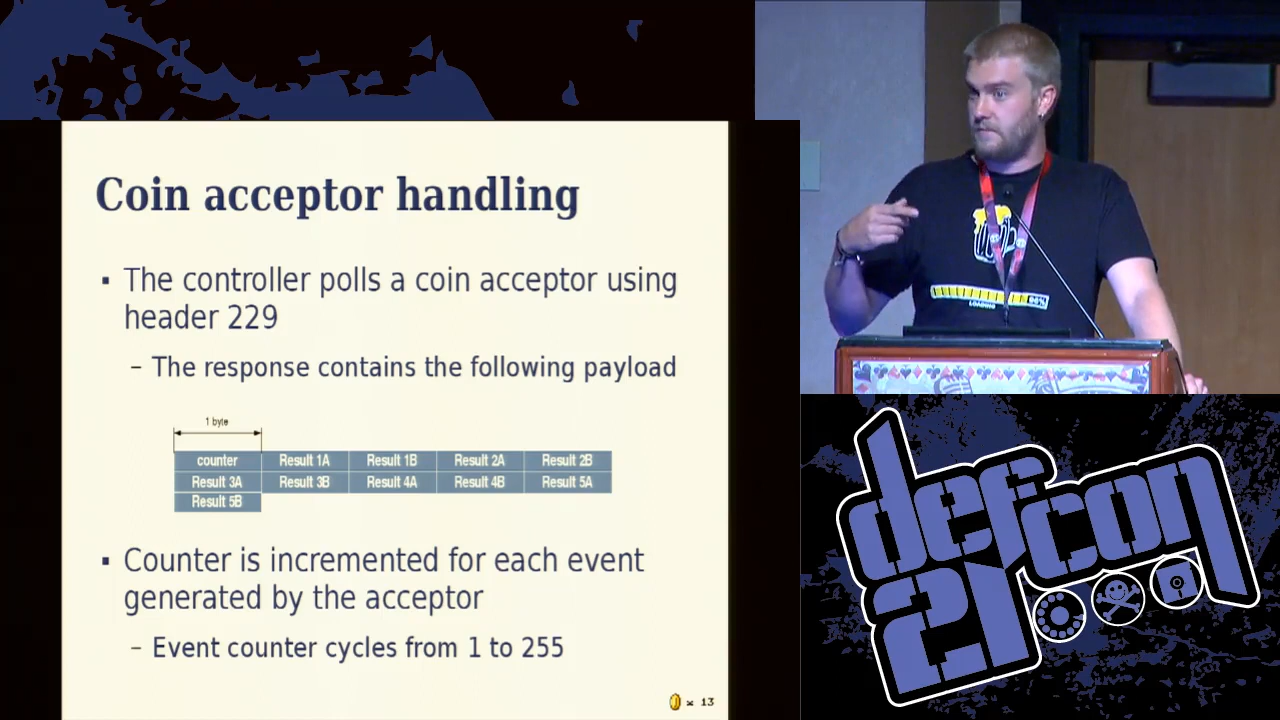 Coin acceptor handling
▪ The controller polls a coin acceptor using
header 229
– The response contains the following payload
1 byte
counter Result 1A Result 1B Result 2A Result 2B
Result 3A Result 3B Result 4A Result 4B Result 5A
Result 5B
▪ Counter is incremented for each event
generated by the acceptor
– Event counter cycles from 1 to 255
× 13
96%
LOADING
defcon
21